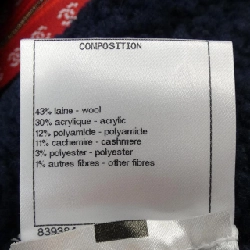 COMPOSITION
43% laine - wool
30% acrylique - acrylic
12% polyamide - polyamide
11% cachemire - cashmere
3% polyester - polyester
1% autres fibres - other fibres